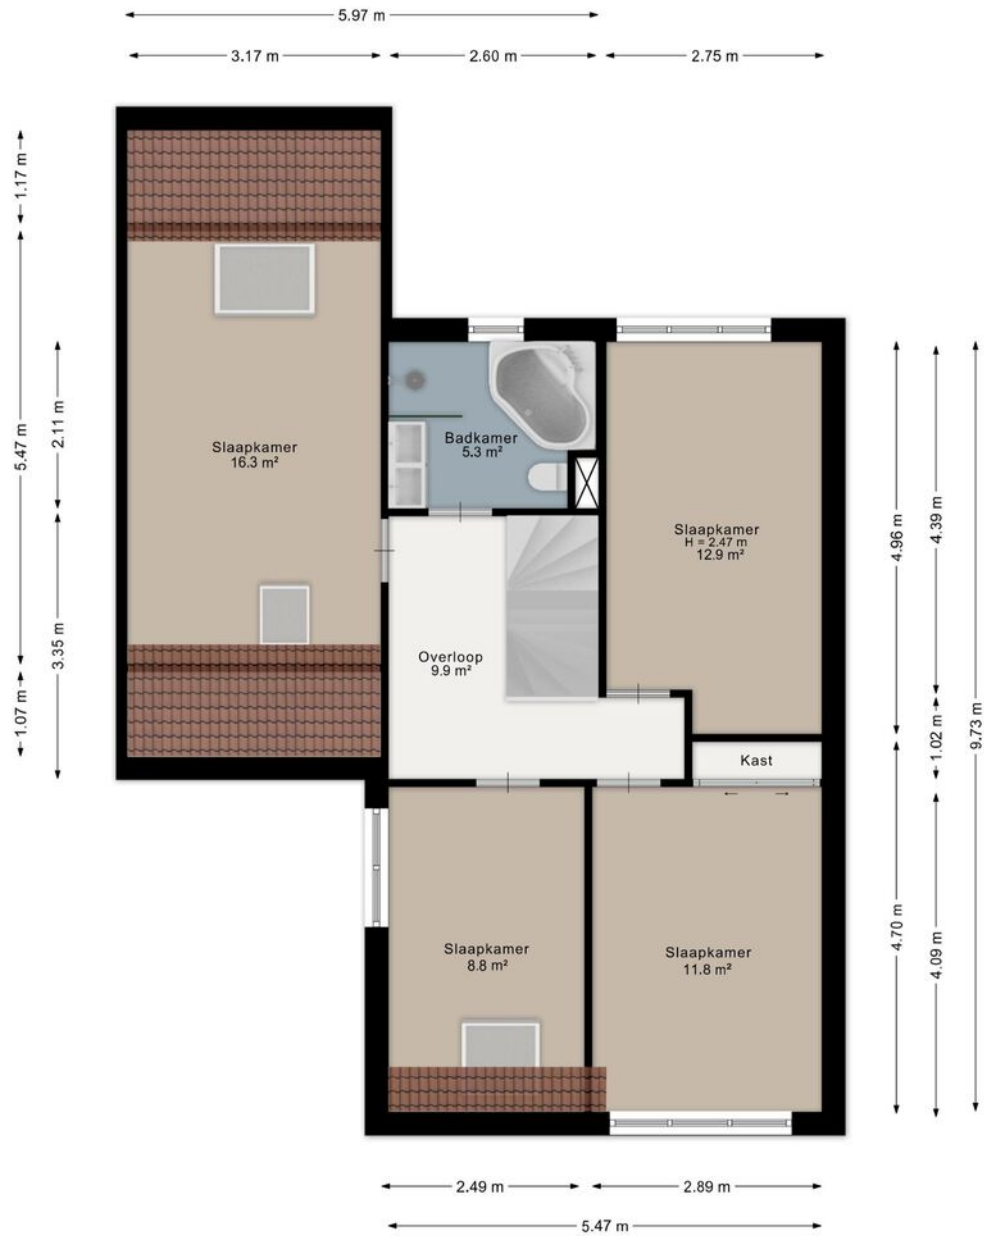 5.97 m
3.17 m
2.60 m
2.75 m
1.17 m
5.47 m
1.07 m
2.11 m
3.35 m
Slaapkamer
16.3 m²
Badkamer
5.3 m²
Slaapkamer
H = 2.47 m
12.9 m²
Overloop
9.9 m²
Kast
Slaapkamer
8.8 m²
Slaapkamer
11.8 m²
4.96 m
4.70 m
4.39 m
1.02 m
4.09 m
9.73 m
2.49 m
2.89 m
5.47 m